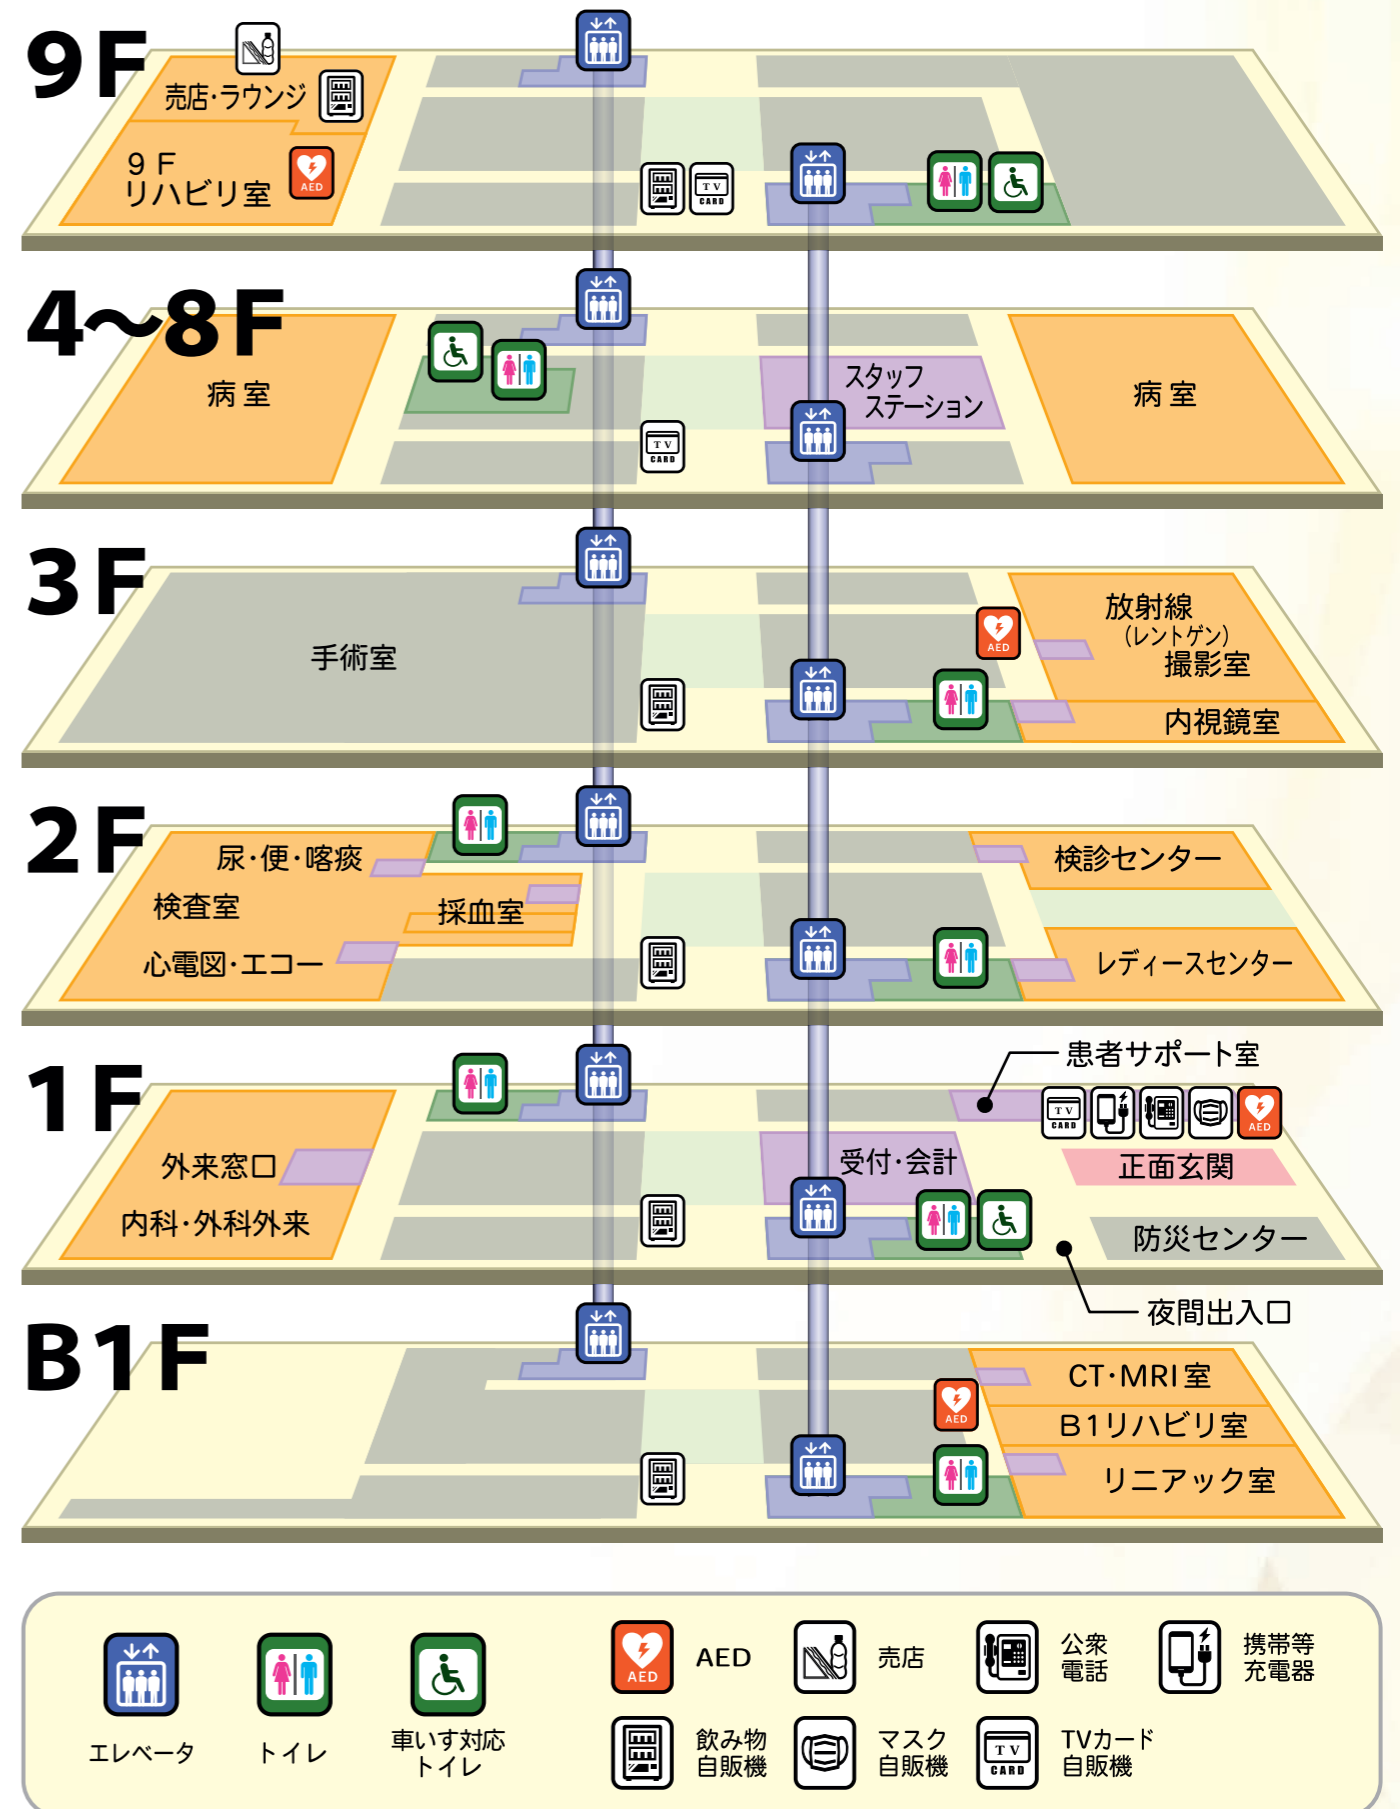 9F
売店・ラウンジ
9F
リハビリ室
AED
TV
CARD
4〜8F
病室
スタッフ
ステーション
病室
TV
CARD
3F
手術室
AED
放射線
（レントゲン）
撮影室
内視鏡室
2F
尿・便・喀痰
検査室
採血室
心電図・エコー
検診センター
レディースセンター
1F
患者サポート室
TV
CARD
AED
外来窓口
受付・会計
正面玄関
内科・外科外来
防災センター
夜間出入口
B1F
CT・MRI室
AED
B1リハビリ室
リニアック室
エレベータ
トイレ
車いす対応
トイレ
AED
AED
売店
公衆
電話
携帯等
充電器
飲み物
自販機
マスク
自販機
TV
CARD
TVカード
自販機